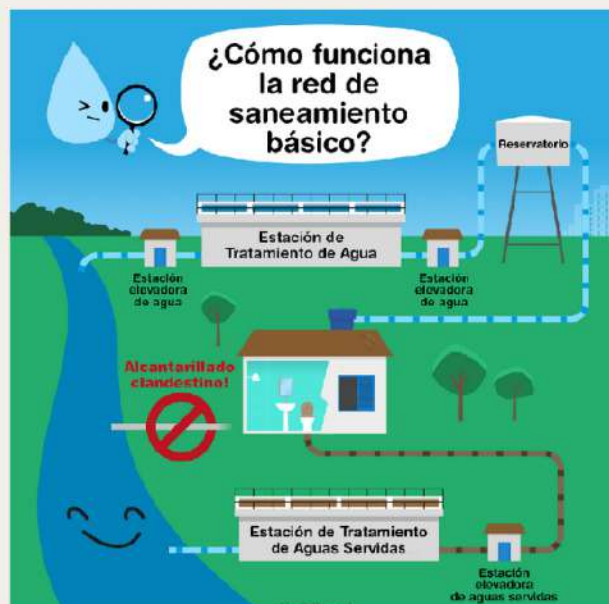 ¿Cómo funciona
la red de
saneamiento
básico?
Reservatorio
Estación de
Tratamiento de Agua
Estación
elevadora
de agua
Estación
elevadora
de agua
Alcantarillado
clandestino!
Estación de Tratamiento
de Aguas Servidas
Estación
elevadora
de aguas servidas